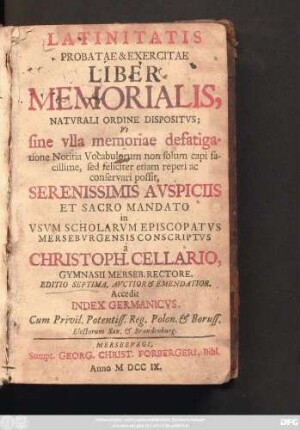 LATINITATIS
PROBATAE & EXERCITAE
LIBER
MEMORIALIS,
NATVRALI ORDINE DISPOSITVS;
Vt
sine vlla memoriae defatiga-
tione Notitia Vocabulorum non solum capi fa-
cillime, sed feliciter etiam reperi ac
conservari possit,
SERENISSIMIS AVSPICIIS
ET SACRO MANDATO
in
VSVM SCHOLARVM EPISCOPATVS
MERSEBVRGENSIS CONSCRIPTVS
à
CHRISTOPH. CELLARIO,
GYMNASII MERSEB. RECTORE.
EDITIO SEPTIMA, AVCTIOR & EMENDATIOR.
Accedit
INDEX GERMANICVS.
Cum Privil. Potentiss. Reg. Polon. & Boruss.
Electorum Sax. & Brandenburg.
MERSEBVRGI,
Sumpt. GEORG. CHRIST. FORBERGERI, Bibl.
Anno M DCC IX.